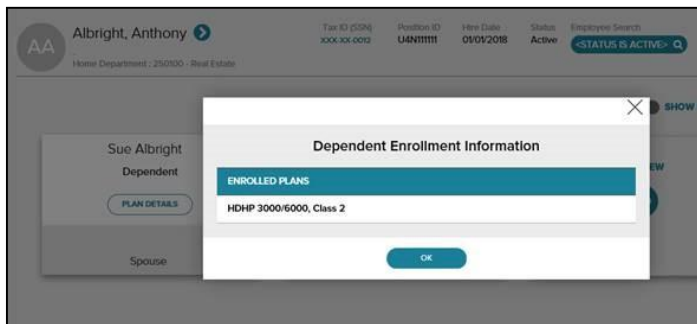 AA
Albright, Anthony
Home Department : 250100 - Real Estate
Tax ID (SSN)
XXX-XX-0012
Position ID
U4N111111
Hire Date
01/01/2018
Status
Active
Employee Search
<STATUS IS ACTIVE>
SHOW
Sue Albright
Dependent
PLAN DETAILS
Spouse
Dependent Enrollment Information
ENROLLED PLANS
HDHP 3000/6000, Class 2
OK
EW